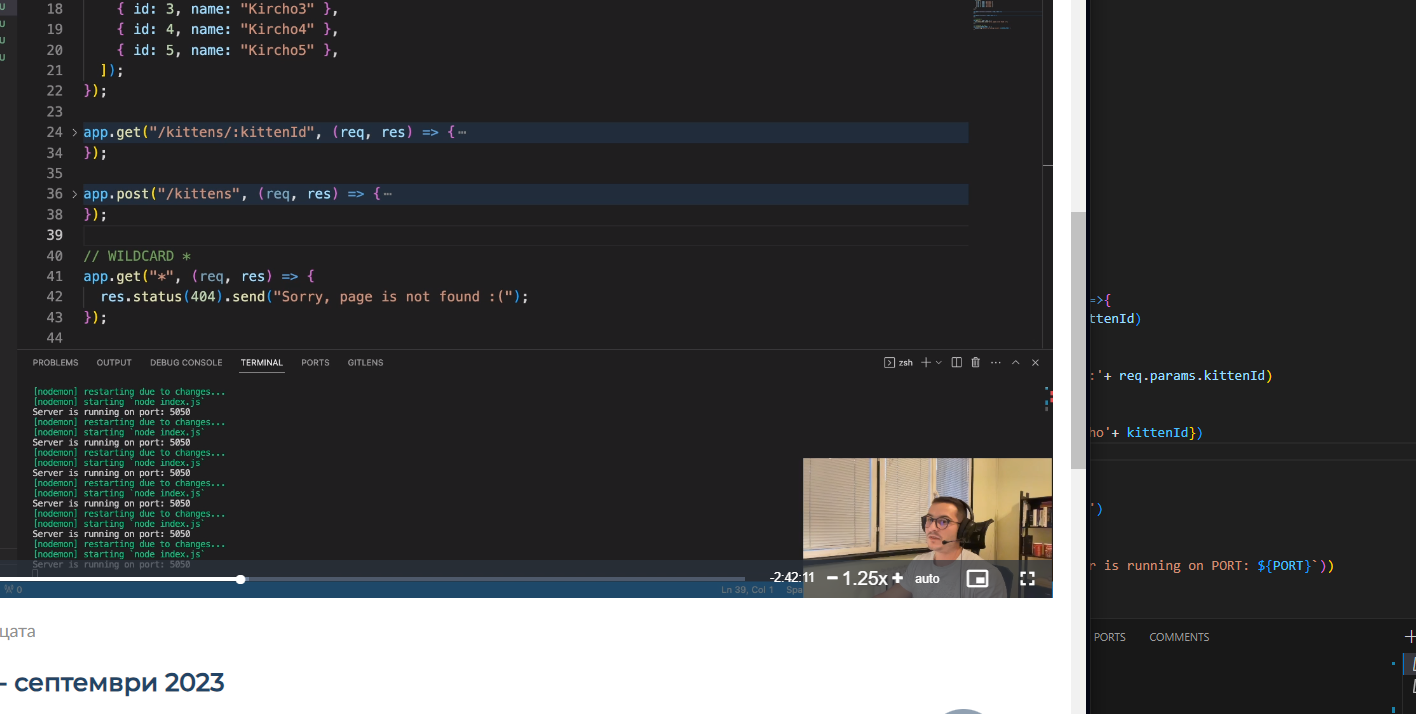 18 { id: 3, name: "Kircho3" },
19 { id: 4, name: "Kircho4" },
20 { id: 5, name: "Kircho5" },
21 ]);
22 });
23
24 app.get("/kittens/:kittenId", (req, res) => {⋯
34 });
35
36 app.post("/kittens", (req, res) => {⋯
38 });
39
40 // WILDCARD *
41 app.get("*", (req, res) => {
42 res.status(404).send("Sorry, page is not found :(");
43 });
44
PROBLEMS OUTPUT DEBUG CONSOLE TERMINAL PORTS GITLENS zsh
[nodemon] restarting due to changes...
[nodemon] starting `node index.js`
Server is running on port: 5050
[nodemon] restarting due to changes...
[nodemon] starting `node index.js`
Server is running on port: 5050
[nodemon] restarting due to changes...
[nodemon] starting `node index.js`
Server is running on port: 5050
[nodemon] restarting due to changes...
[nodemon] starting `node index.js`
Server is running on port: 5050
[nodemon] restarting due to changes...
[nodemon] starting `node index.js`
Server is running on port: 5050
[nodemon] restarting due to changes...
[nodemon] starting `node index.js`
Server is running on port: 5050
-2:42:11 − 1.25x + auto
0 Ln 39, Col 1 Spa
цата
- септември 2023
=>{
ttenId)
:'+ req.params.kittenId)
ho'+ kittenId})
')
r is running on PORT: ${PORT}`))
PORTS COMMENTS